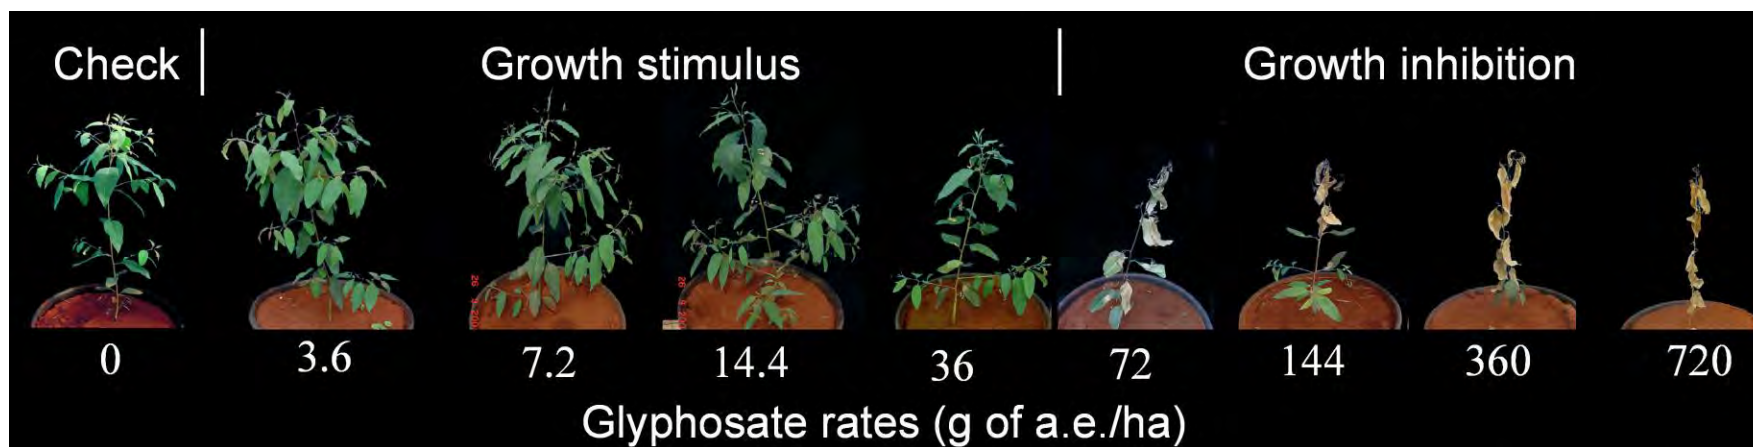 Check
Growth stimulus
Growth inhibition
0
3.6
7.2
14.4
36
72
144
360
720
Glyphosate rates (g of a.e./ha)